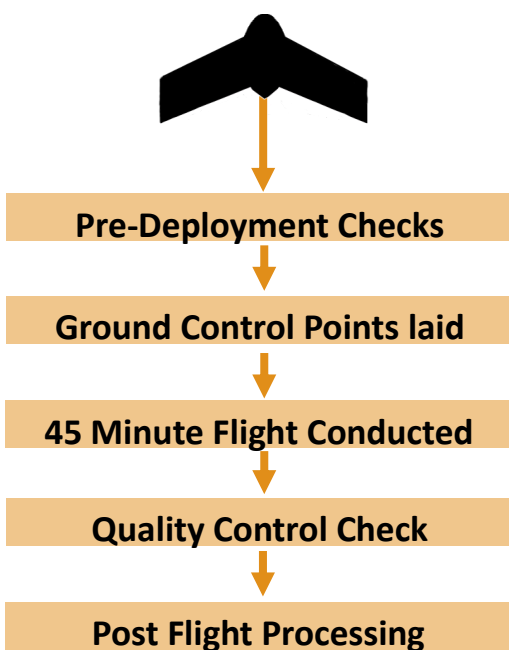 Pre-Deployment Checks
Ground Control Points laid
45 Minute Flight Conducted
Quality Control Check
Post Flight Processing